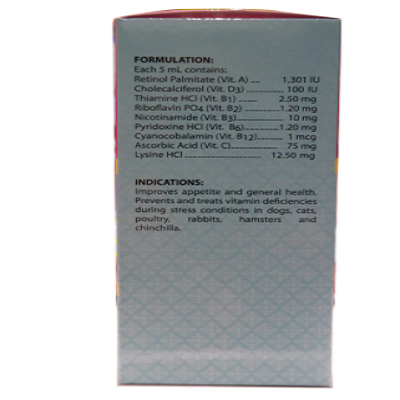 FORMULATION:
Each 5 mL contains:
Retinol Palmitate (Vit. A) .... 1,301 IU
Cholecalciferol (Vit. D3) ............... 100 IU
Thiamine HCl (Vit. B1) ....... 2.50 mg
Riboflavin PO4 (Vit. B2) ............1.20 mg
Nicotinamide (Vit. B3)................ 10 mg
Pyridoxine HCl (Vit. B6)............1.20 mg
Cyanocobalamin (Vit. B12)......... 1 mcg
Ascorbic Acid (Vit. C)................ 75 mg
Lysine HCl .......................... 12.50 mg
INDICATIONS:
Improves appetite and general health.
Prevents and treats vitamin deficiencies
during stress conditions in dogs, cats,
poultry, rabbits, hamsters and
chinchilla.